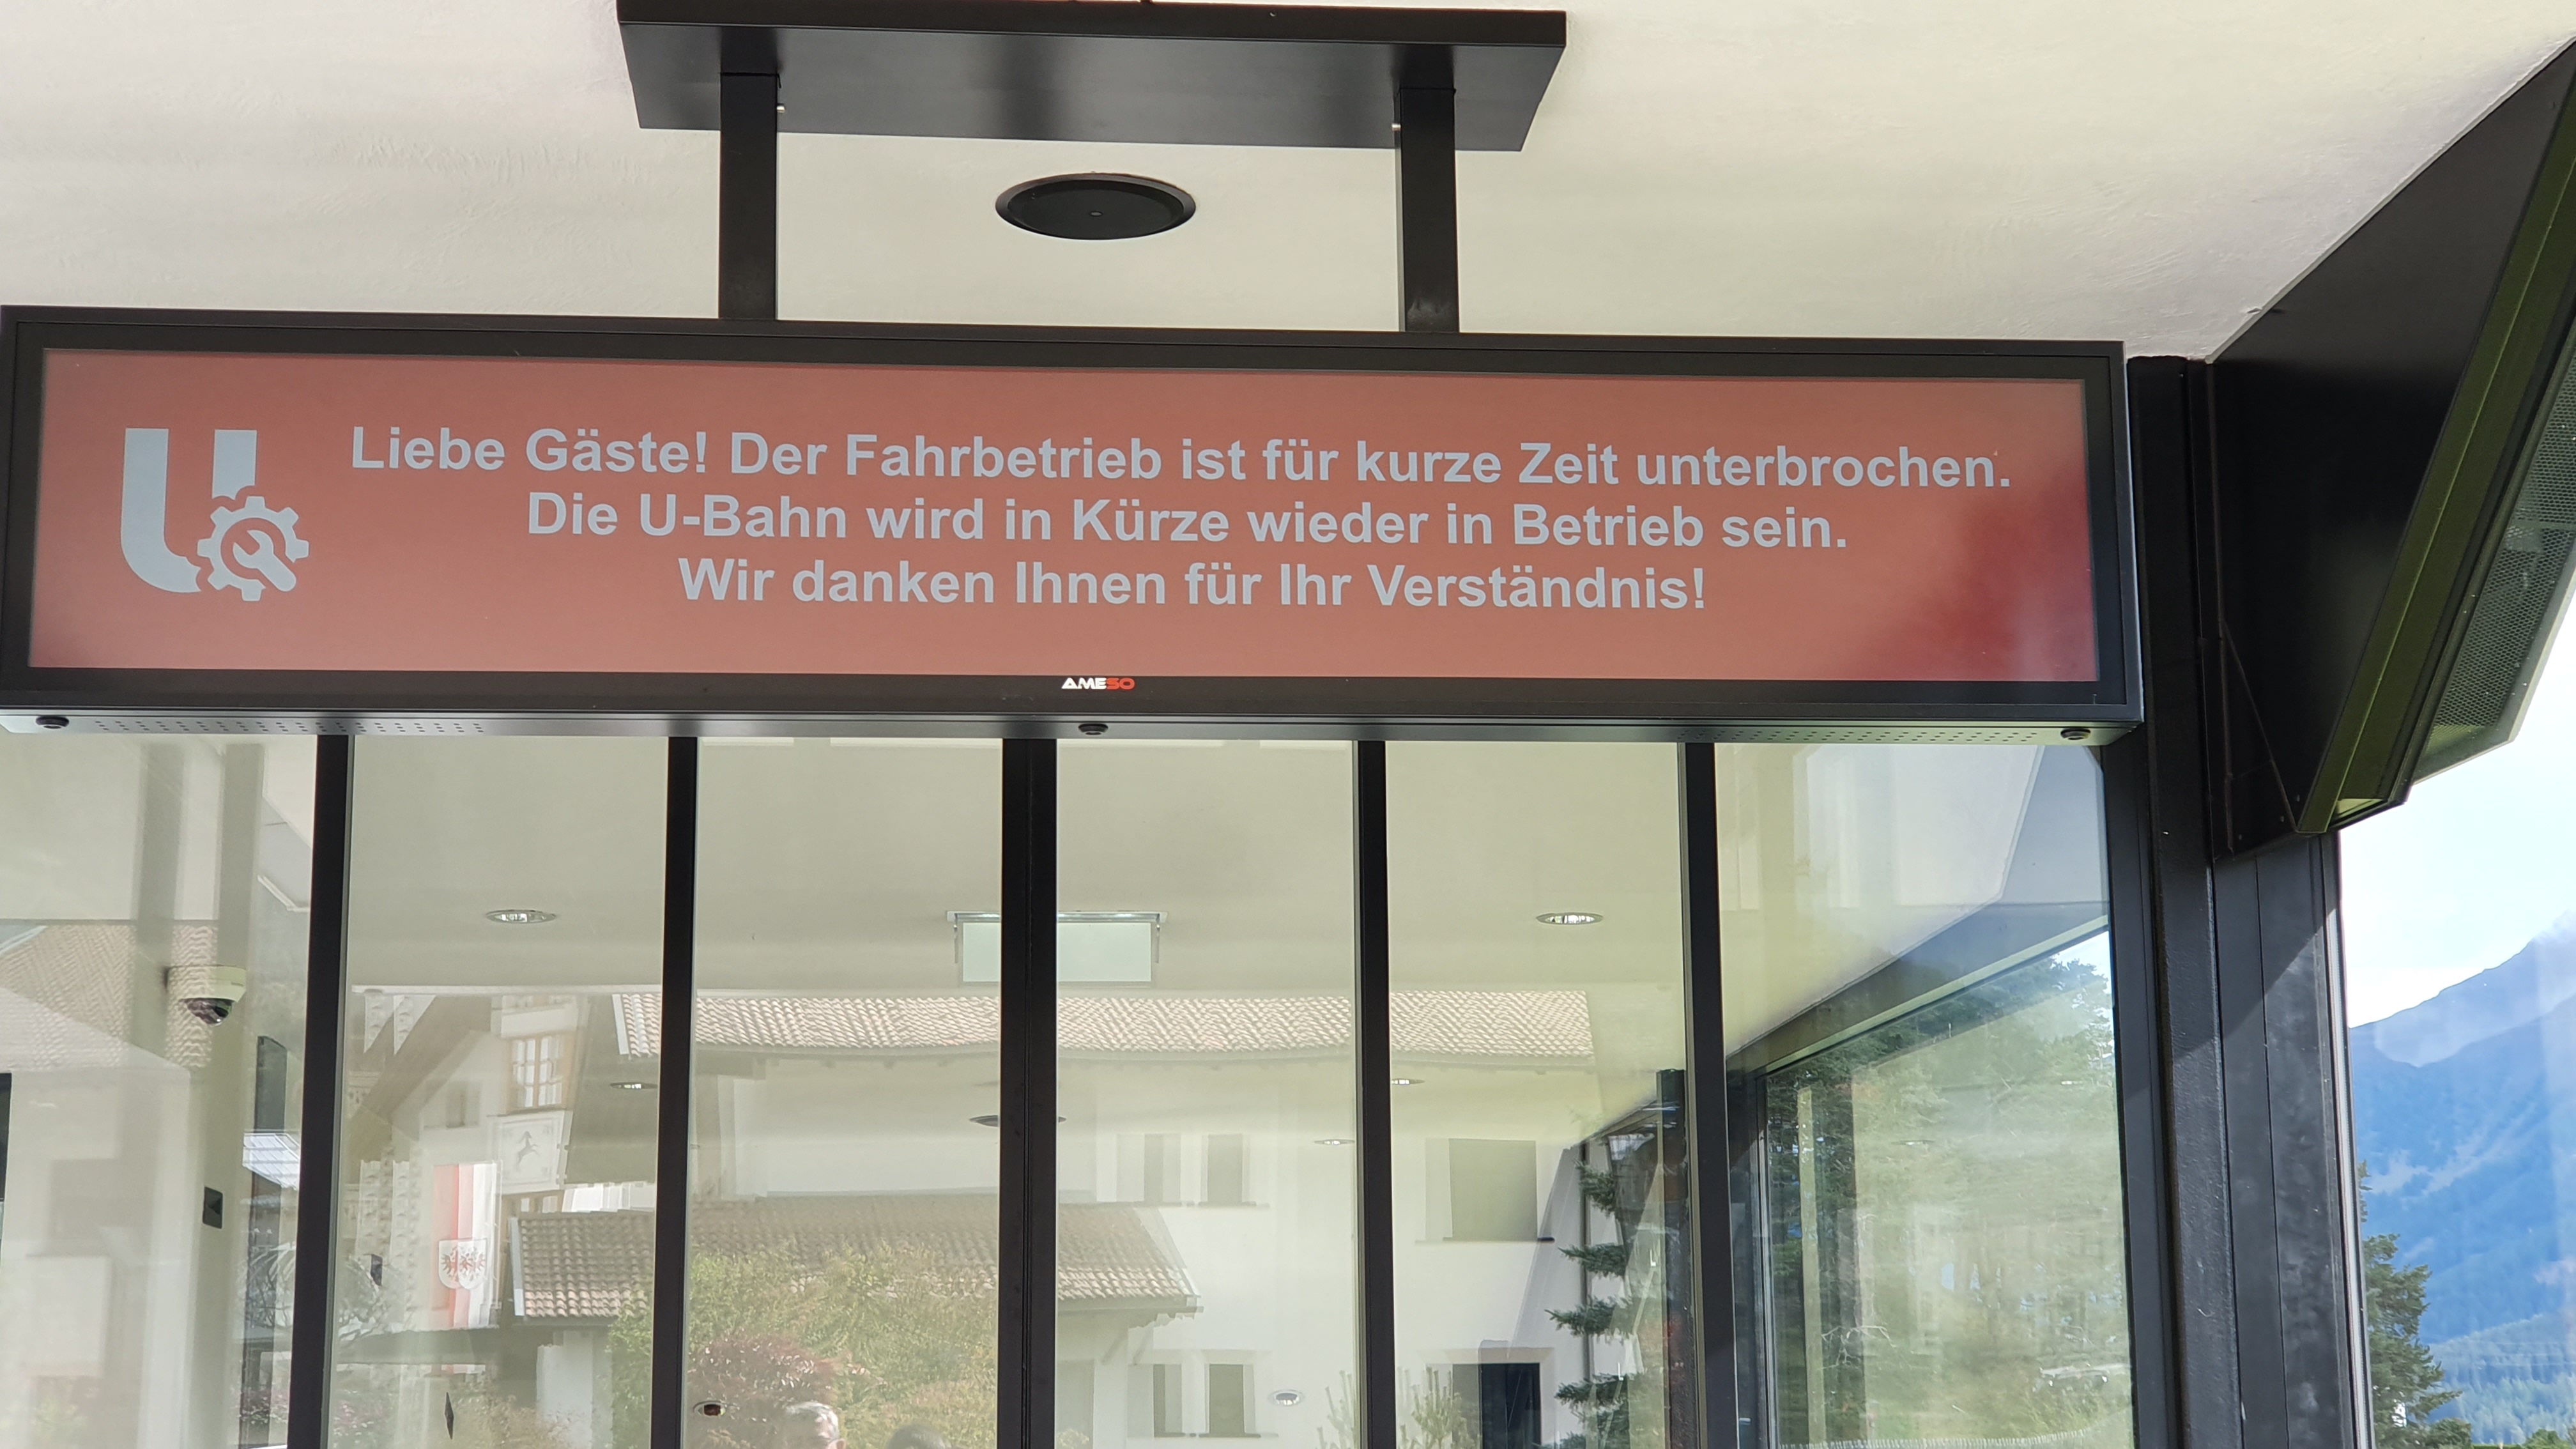 Liebe Gäste! Der Fahrbetrieb ist für kurze Zeit unterbrochen.
Die U-Bahn wird in Kürze wieder in Betrieb sein.
Wir danken Ihnen für Ihr Verständnis!
AMESO